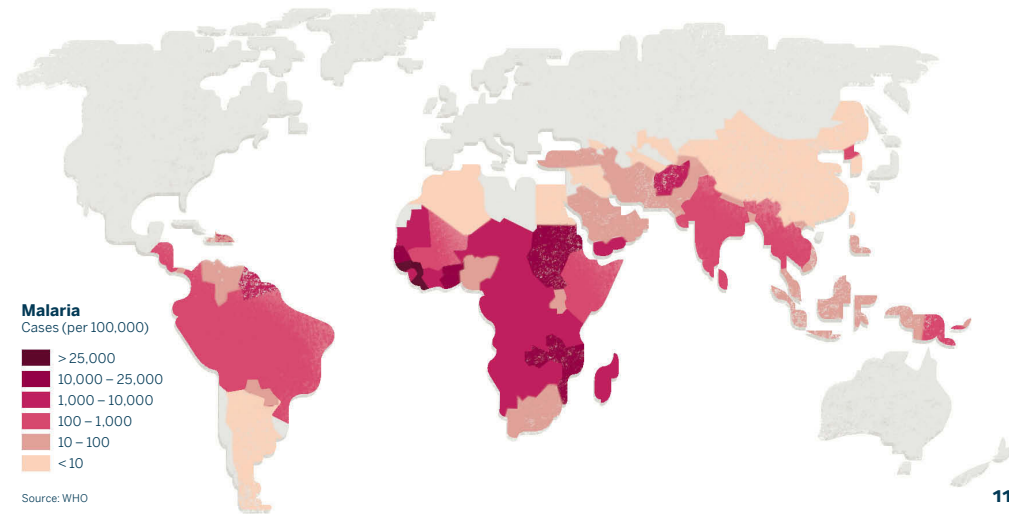 Malaria
Cases (per 100,000)
> 25,000
10,000 – 25,000
1,000 – 10,000
100 – 1,000
10 – 100
< 10
Source: WHO
11